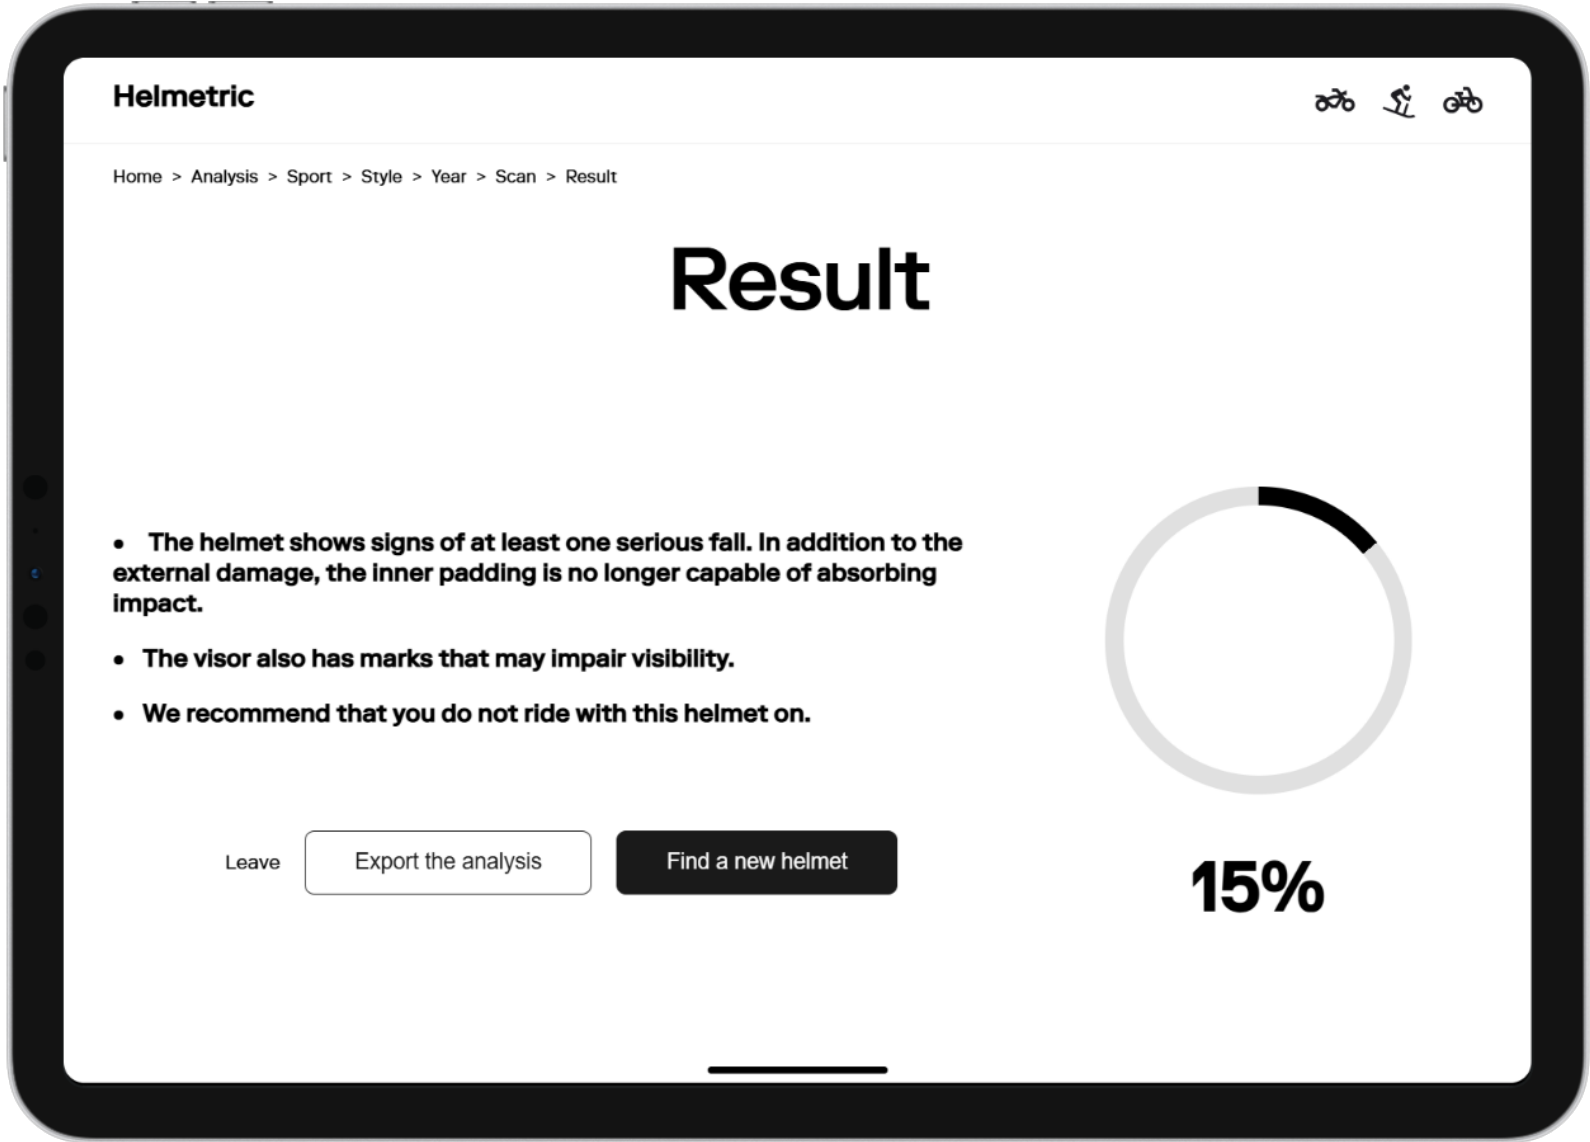 Helmetric
Home > Analysis > Sport > Style > Year > Scan > Result
Result
• The helmet shows signs of at least one serious fall. In addition to the
external damage, the inner padding is no longer capable of absorbing
impact.
• The visor also has marks that may impair visibility.
• We recommend that you do not ride with this helmet on.
Leave Export the analysis Find a new helmet
15%